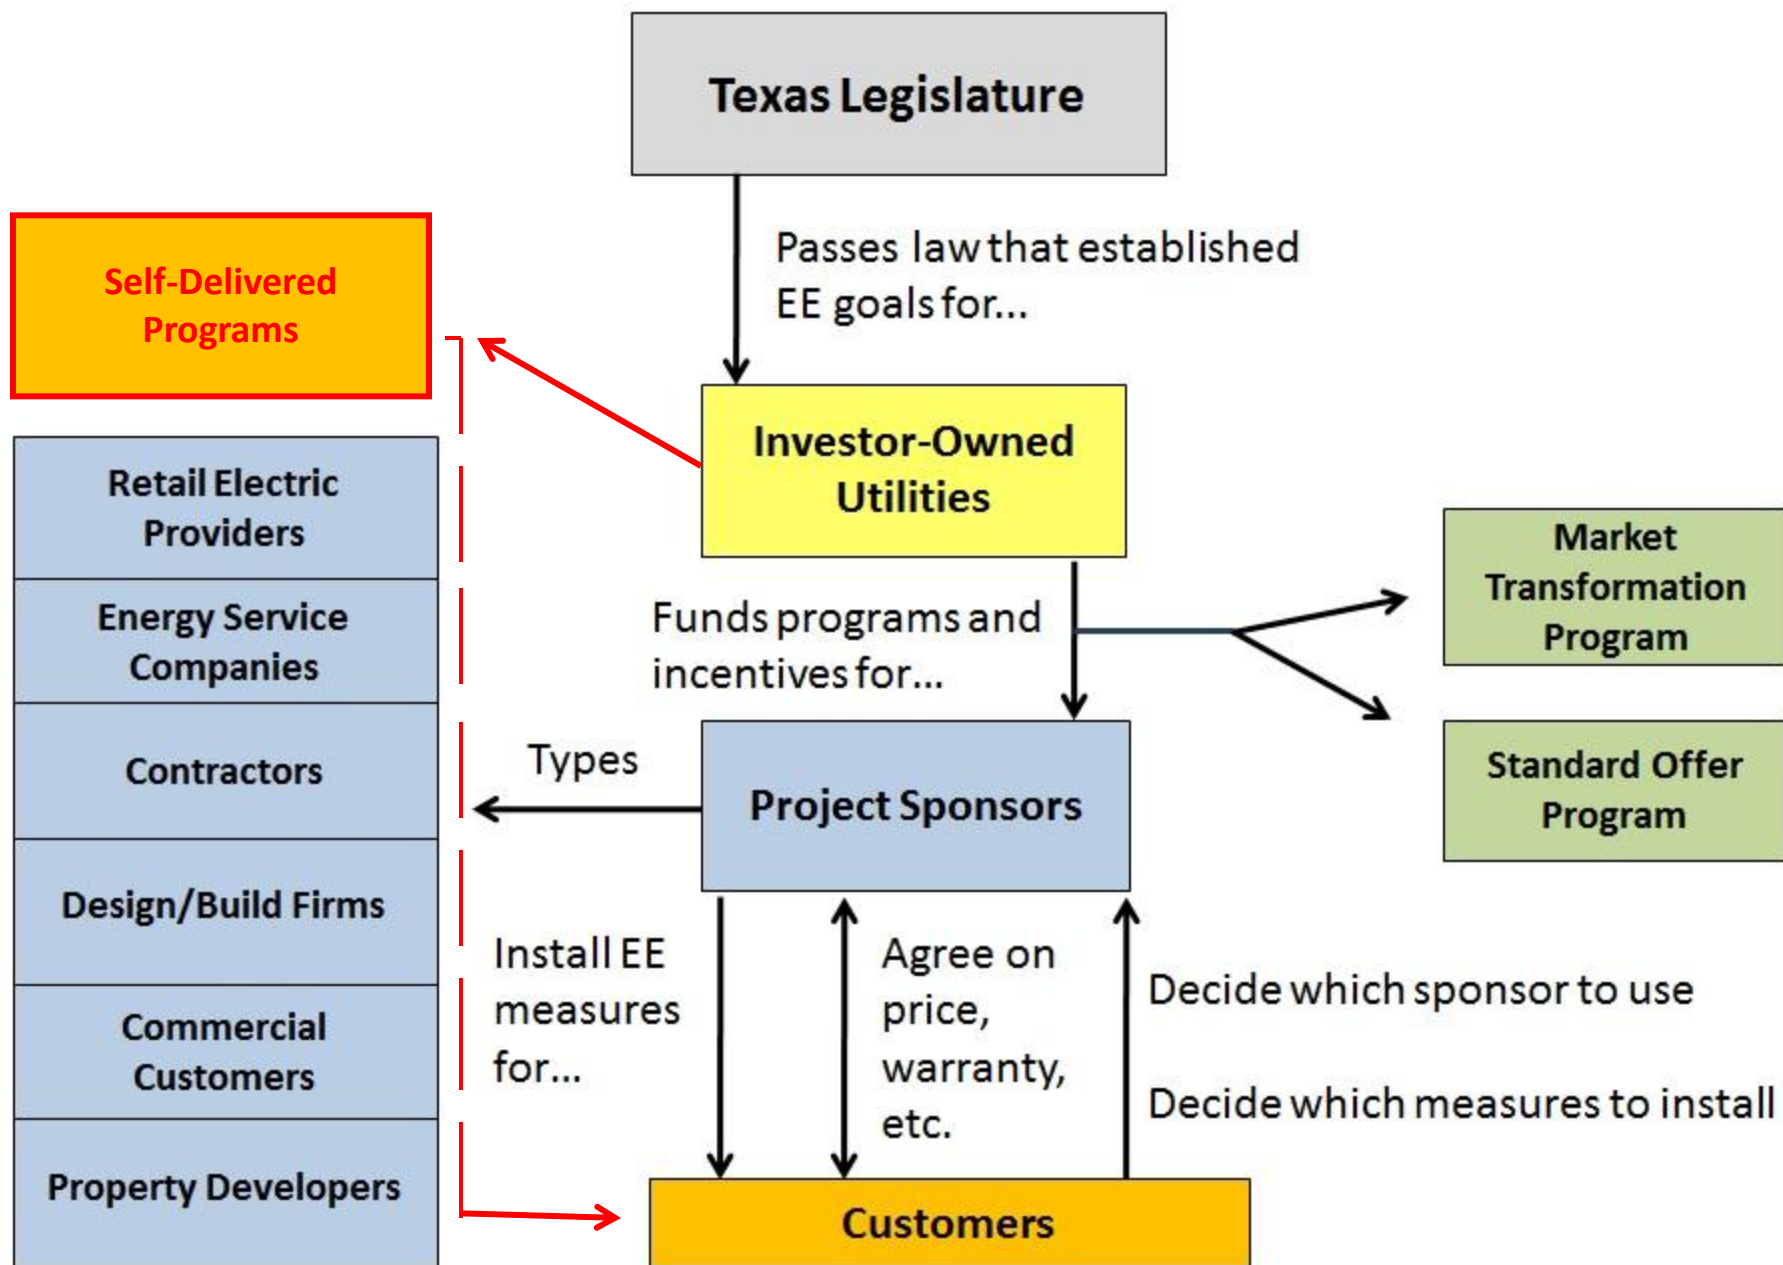 Texas Legislature
Passes law that established
EE goals for...
Self-Delivered
Programs
Investor-Owned
Utilities
Retail Electric
Providers
Energy Service
Companies
Contractors
Design/Build Firms
Commercial
Customers
Property Developers
Funds programs and
incentives for...
Market
Transformation
Program
Standard Offer
Program
Types
Project Sponsors
Install EE
measures
for...
Agree on
price,
warranty,
etc.
Decide which sponsor to use
Decide which measures to install
Customers